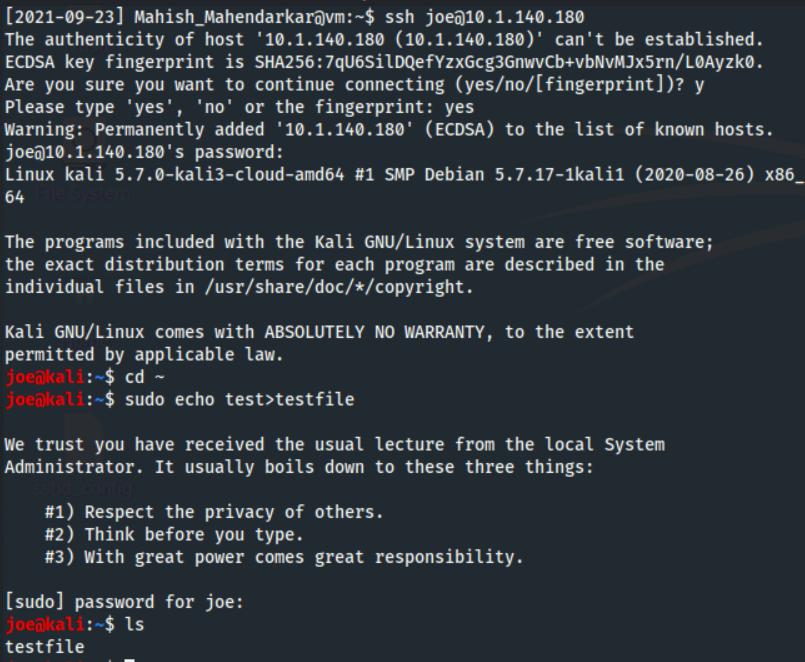 [2021-09-23] Mahish_Mahendarkar@vm:~$ ssh joe@10.1.140.180
The authenticity of host '10.1.140.180 (10.1.140.180)' can't be established.
ECDSA key fingerprint is SHA256:7qU6SilDQefYzxGcg3GnwvCb+vbNvMJx5rn/L0Ayzk0.
Are you sure you want to continue connecting (yes/no/[fingerprint])? y
Please type 'yes', 'no' or the fingerprint: yes
Warning: Permanently added '10.1.140.180' (ECDSA) to the list of known hosts.
joe@10.1.140.180's password:
Linux kali 5.7.0-kali3-cloud-amd64 #1 SMP Debian 5.7.17-1kali1 (2020-08-26) x86_
64
File System

The programs included with the Kali GNU/Linux system are free software;
the exact distribution terms for each program are described in the
individual files in /usr/share/doc/*/copyright.

Kali GNU/Linux comes with ABSOLUTELY NO WARRANTY, to the extent
permitted by applicable law.
joe@kali:~$ cd ~
joe@kali:~$ sudo echo test>testfile

We trust you have received the usual lecture from the local System
Administrator. It usually boils down to these three things:

#1) Respect the privacy of others.
#2) Think before you type.
#3) With great power comes great responsibility.

[sudo] password for joe:
joe@kali:~$ ls
testfile